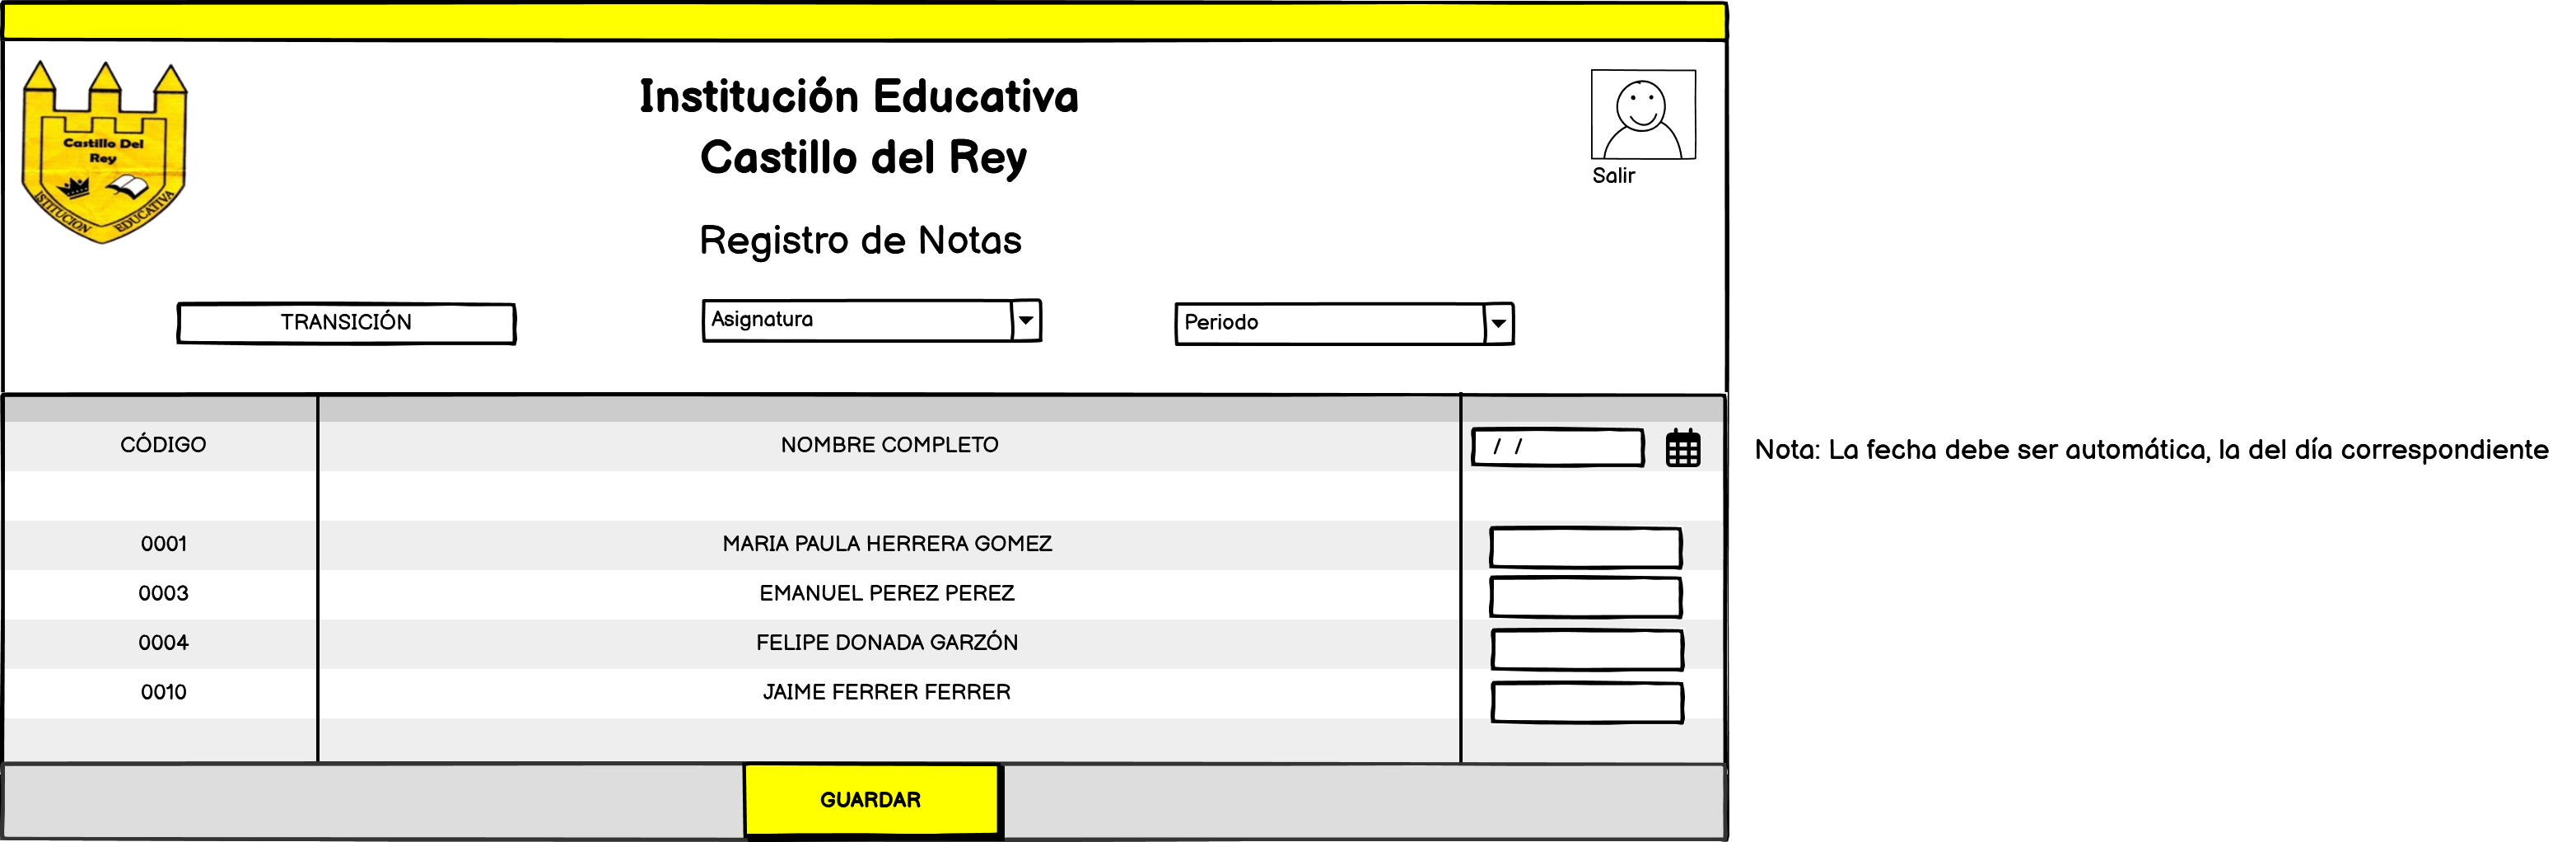 Castillo Del
Rey
ISTITUCION EDUCATIVA
Institución Educativa
Castillo del Rey
Salir
Registro de Notas
TRANSICIÓN
Asignatura
Periodo
CÓDIGO
NOMBRE COMPLETO
/ /
Nota: La fecha debe ser automática, la del día correspondiente
0001
MARIA PAULA HERRERA GOMEZ
0003
EMANUEL PEREZ PEREZ
0004
FELIPE DONADA GARZÓN
0010
JAIME FERRER FERRER
GUARDAR